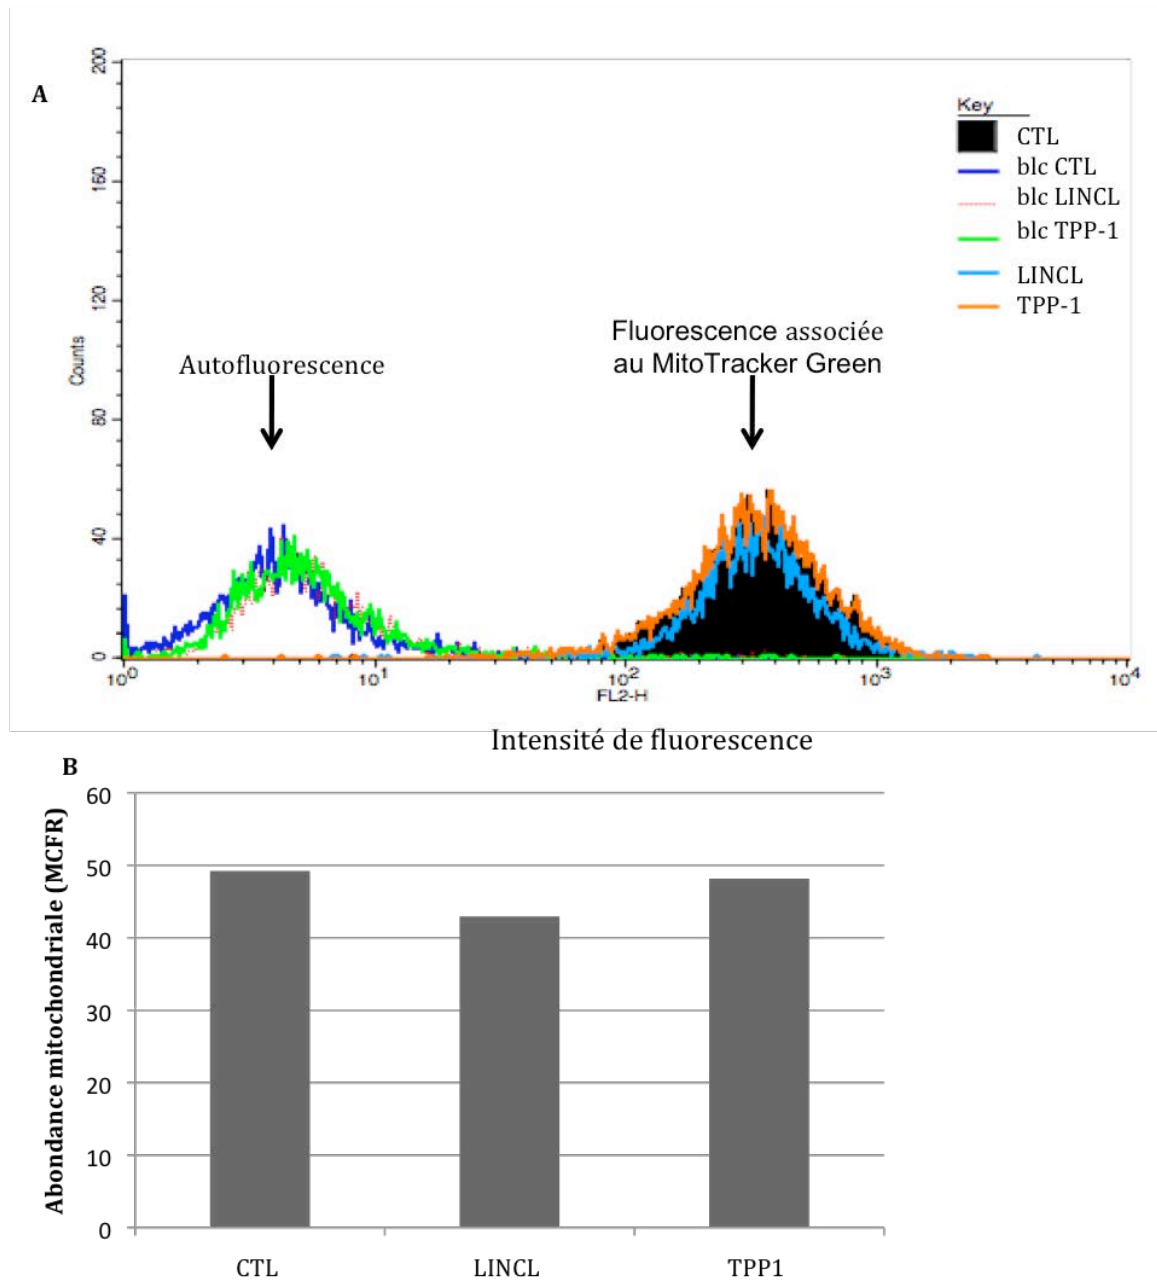 A
200
160
120
80
40
0
Counts
Key
CTL
blc CTL
blc LINCL
blc TPP-1
LINCL
TPP-1
Autofluorescence
Fluorescence associée
au MitoTracker Green
10⁰ 10¹ 10² 10³ 10⁴
FL2-H
Intensité de fluorescence
B
Abondance mitochondriale (MCFR)
60
50
40
30
20
10
0
CTL LINCL TPP1